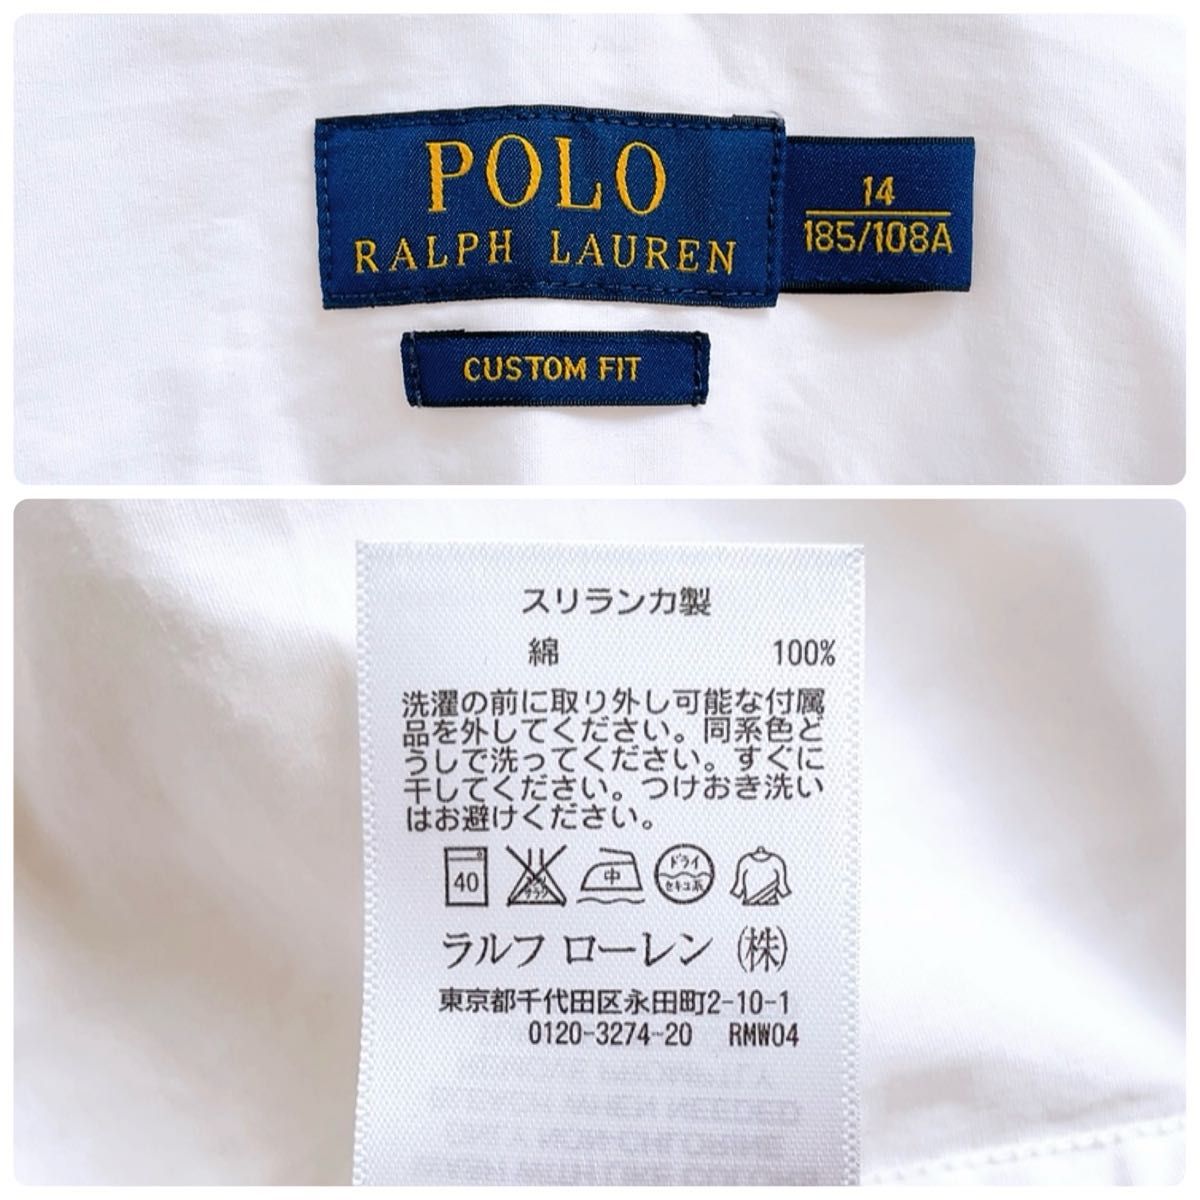 POLO
RALPH LAUREN
14
185/108A
CUSTOM FIT
スリランカ製
綿 100%
洗濯の前に取り外し可能な付属
品を外してください。同系色ど
うしで洗ってください。すぐに
干してください。つけおき洗い
はお避けください。
40 中 ドライ セキユ系
ラルフ ローレン (株)
東京都千代田区永田町2-10-1
0120-3274-20 RMW04